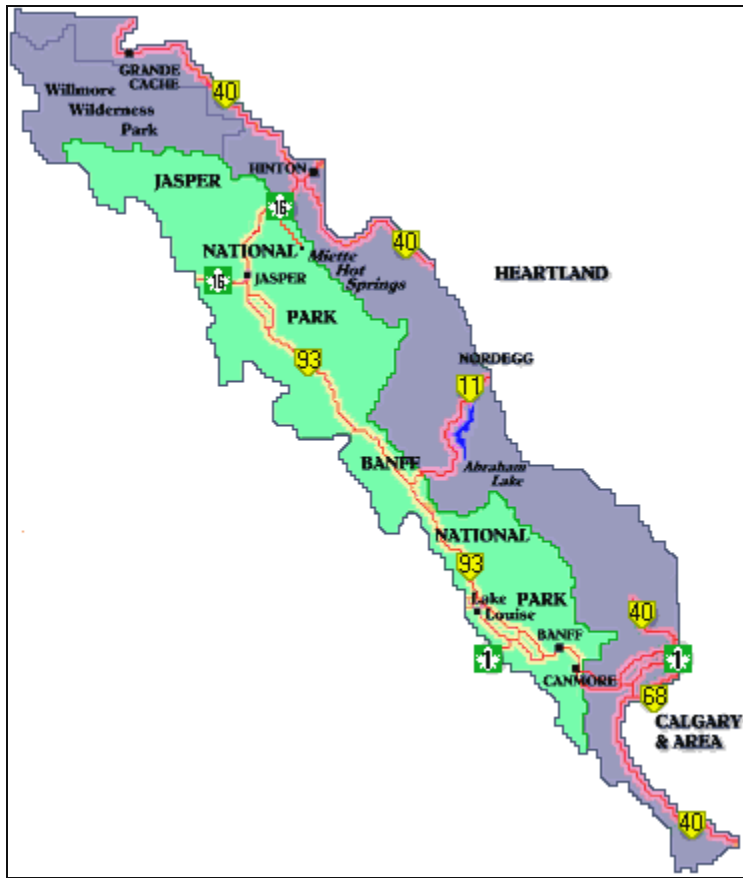 GRANDE
CACHE
40
Willmore
Wilderness
Park
HINTON
JASPER
16
NATIONAL
40
Miette
Hot
Springs
HEARTLAND
16
JASPER
PARK
93
NORDEGG
11
BANFF
Abraham
Lake
NATIONAL
93
Lake
Louise
PARK
40
BANFF
1
1
CANMORE
68
CALGARY
& AREA
40